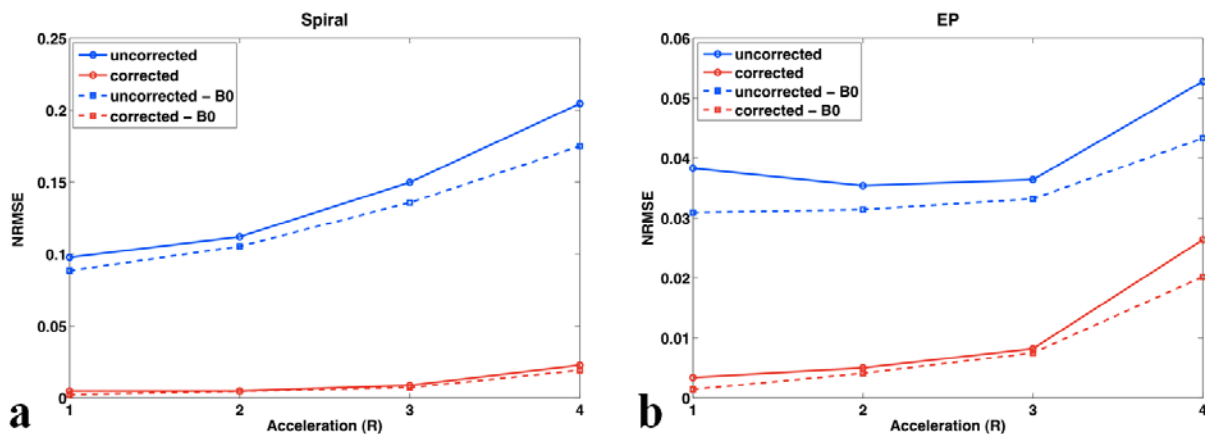 Spiral
0.25
0.2
0.15
0.1
0.05
0
NRMSE
uncorrected
corrected
uncorrected – B0
corrected – B0
1 2 3 4
Acceleration (R)
a
EP
0.06
0.05
0.04
0.03
0.02
0.01
0
NRMSE
uncorrected
corrected
uncorrected – B0
corrected – B0
1 2 3 4
Acceleration (R)
b